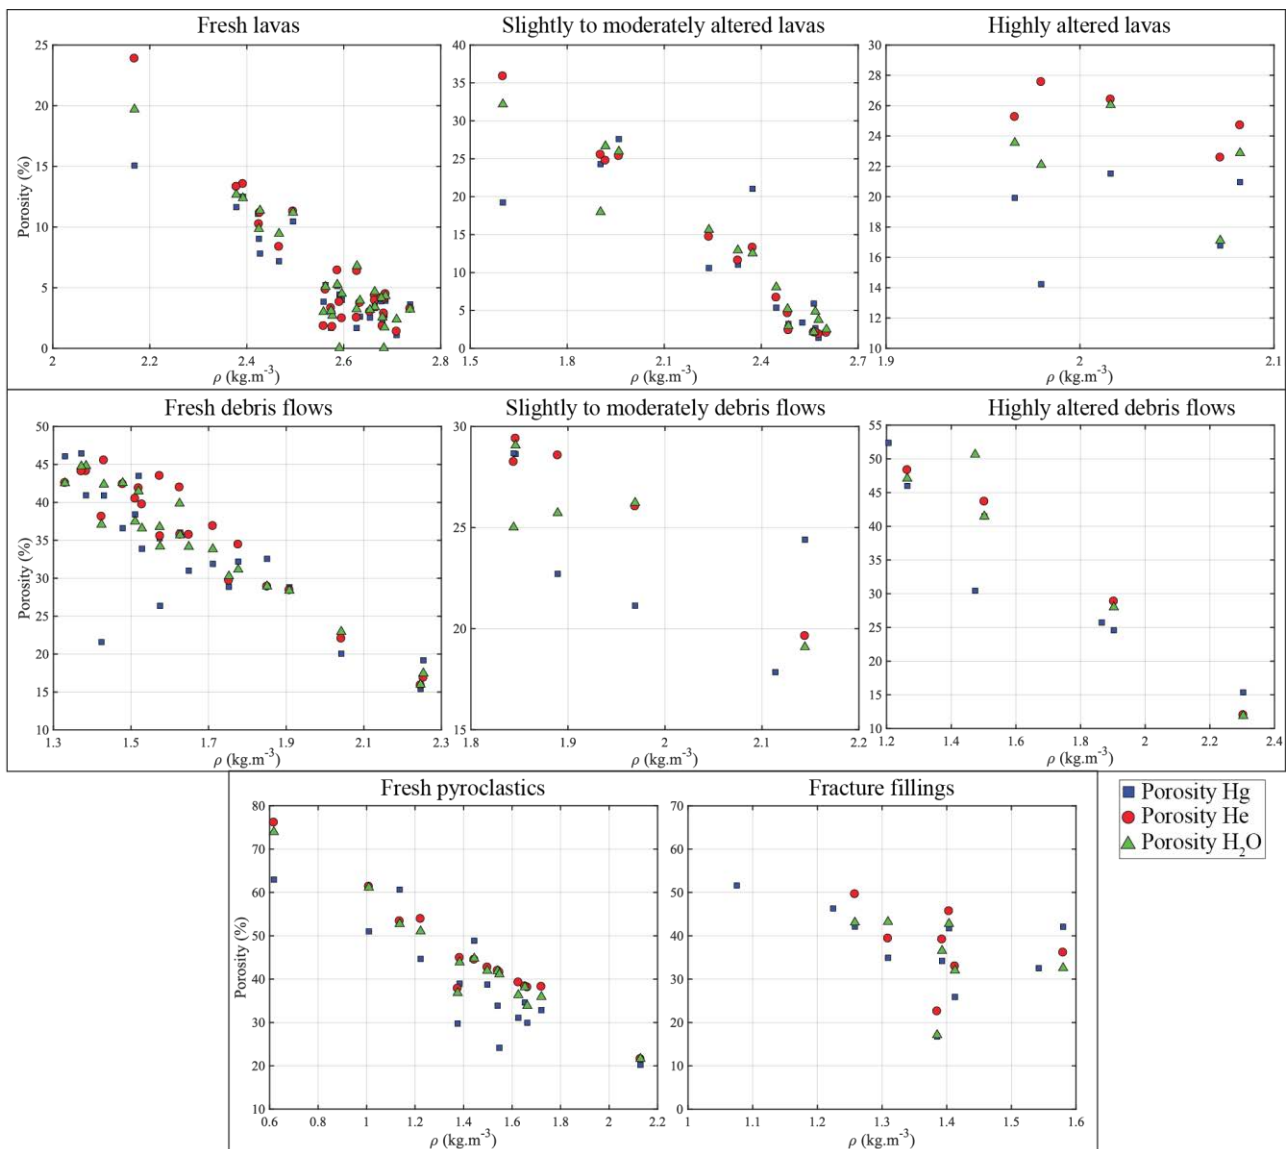 Fresh lavas
Slightly to moderately altered lavas
Highly altered lavas
Porosity (%)
25
20
15
10
5
0
2 2.2 2.4 2.6 2.8
ρ (kg.m⁻³)
40
35
30
25
20
15
10
5
0
1.5 1.8 2.1 2.4 2.7
ρ (kg.m⁻³)
30
28
26
24
22
20
18
16
14
12
10
1.9 2 2.1
ρ (kg.m⁻³)
Fresh debris flows
Slightly to moderately debris flows
Highly altered debris flows
Porosity (%)
50
45
40
35
30
25
20
15
10
1.3 1.5 1.7 1.9 2.1 2.3
ρ (kg.m⁻³)
30
25
20
15
1.8 1.9 2 2.1 2.2
ρ (kg.m⁻³)
55
50
45
40
35
30
25
20
15
10
1.2 1.4 1.6 1.8 2 2.2 2.4
ρ (kg.m⁻³)
Fresh pyroclastics
Fracture fillings
Porosity (%)
80
70
60
50
40
30
20
10
0.6 0.8 1 1.2 1.4 1.6 1.8 2 2.2
ρ (kg.m⁻³)
70
60
50
40
30
20
10
0
1 1.1 1.2 1.3 1.4 1.5 1.6
ρ (kg.m⁻³)
Porosity Hg
Porosity He
Porosity H₂O